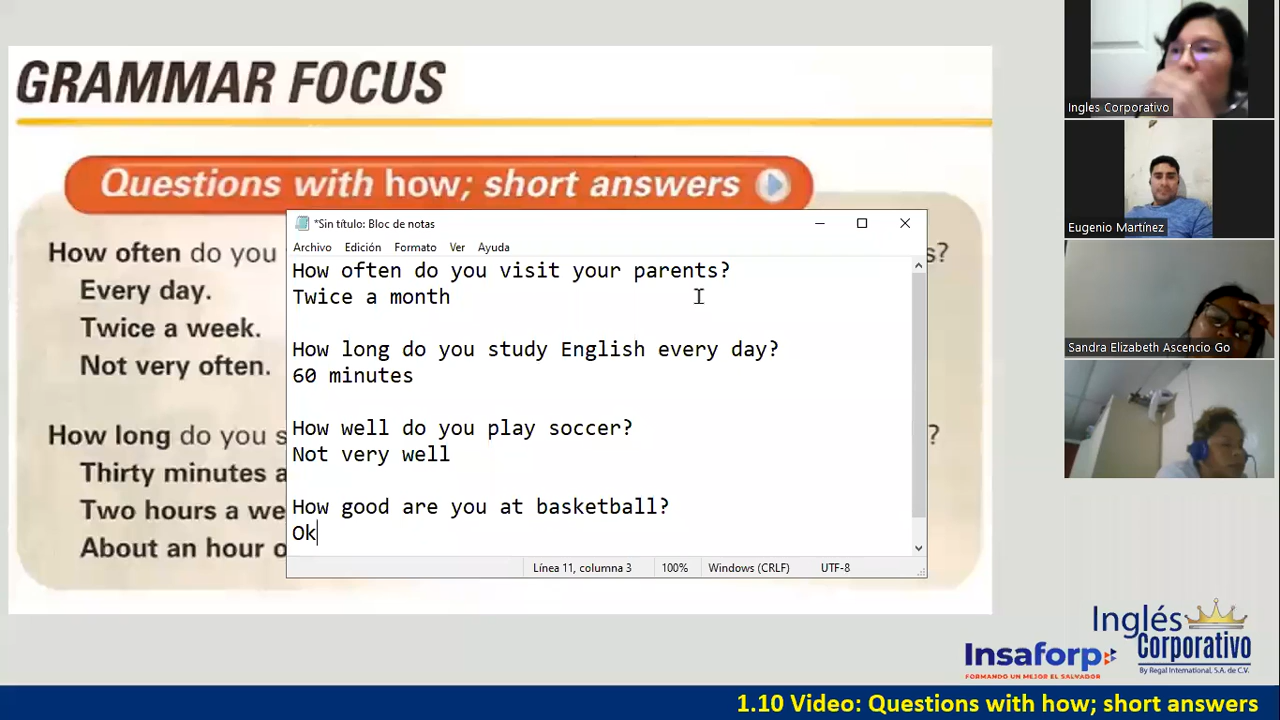 GRAMMAR FOCUS
Questions with how; short answers
How often do you
s?
Every day.
Twice a week.
Not very often.
How long do you s
?
Thirty minutes a
Two hours a we
About an hour o
*Sin título: Bloc de notas
Archivo Edición Formato Ver Ayuda
How often do you visit your parents?
Twice a month
How long do you study English every day?
60 minutes
How well do you play soccer?
Not very well
How good are you at basketball?
Ok
Línea 11, columna 3 100% Windows (CRLF) UTF-8
Ingles Corporativo
Eugenio Martínez
Sandra Elizabeth Ascencio Go
Insaforp
FORMANDO UN MEJOR EL SALVADOR
Inglés
Corporativo
By Regal International, S.A. de C.V.
1.10 Video: Questions with how; short answers